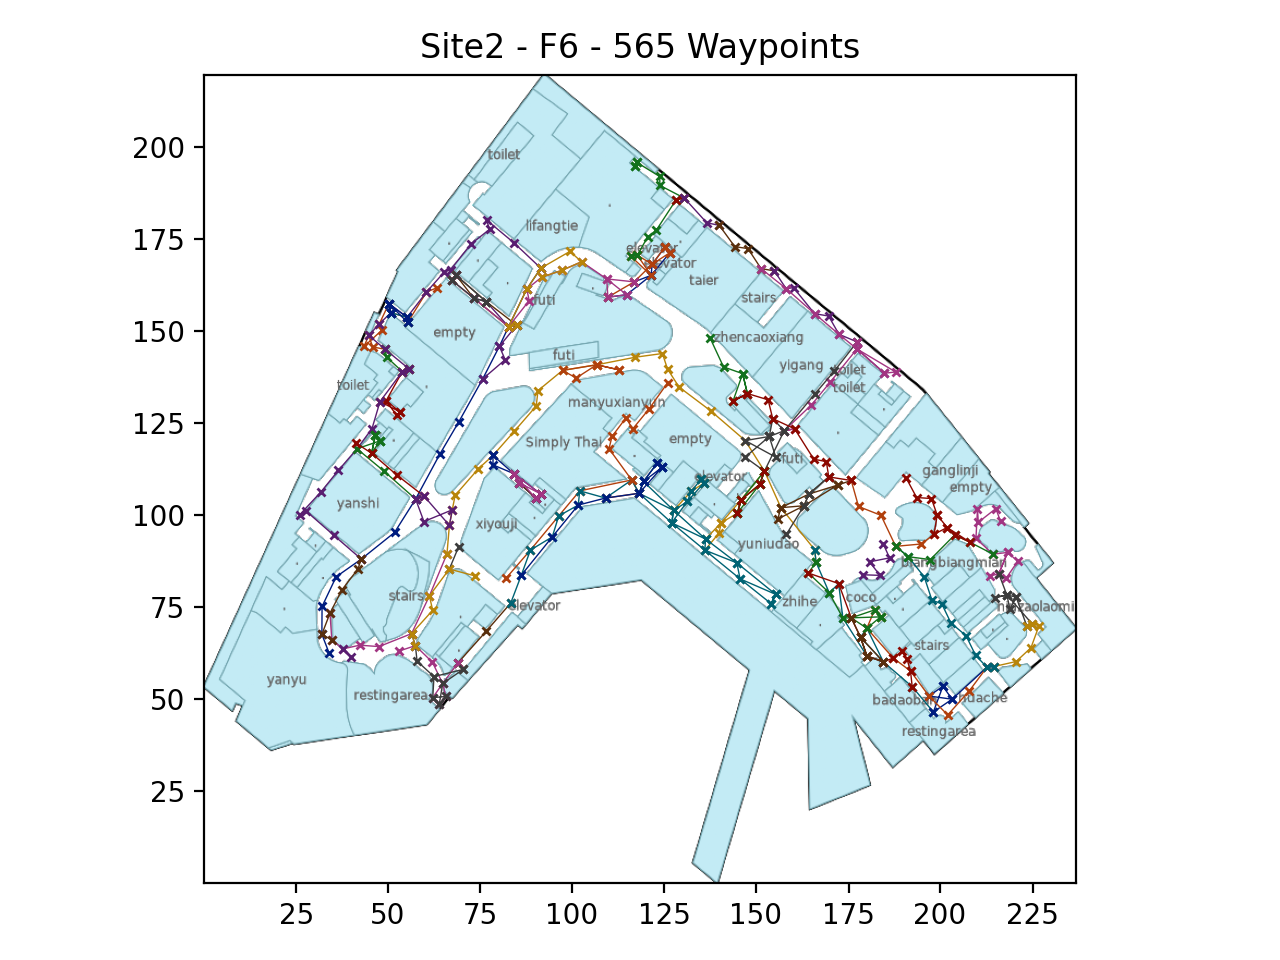 Site2 - F6 - 565 Waypoints
200
175
150
125
100
75
50
25
25
50
75
100
125
150
175
200
225
toilet
lifangtie
elevator
elevator
taier
stairs
futi
empty
zhencaoxiang
futi
yigang
toilet
toilet
toilet
manyuxianyun
Simply Thai
empty
futi
ganglinji
elevator
empty
yanshi
xiyouji
yuniudao
biangbiangmian
stairs
elevator
zhihe
coco
stairs
yanyu
restingarea
badaoban
huache
restingarea